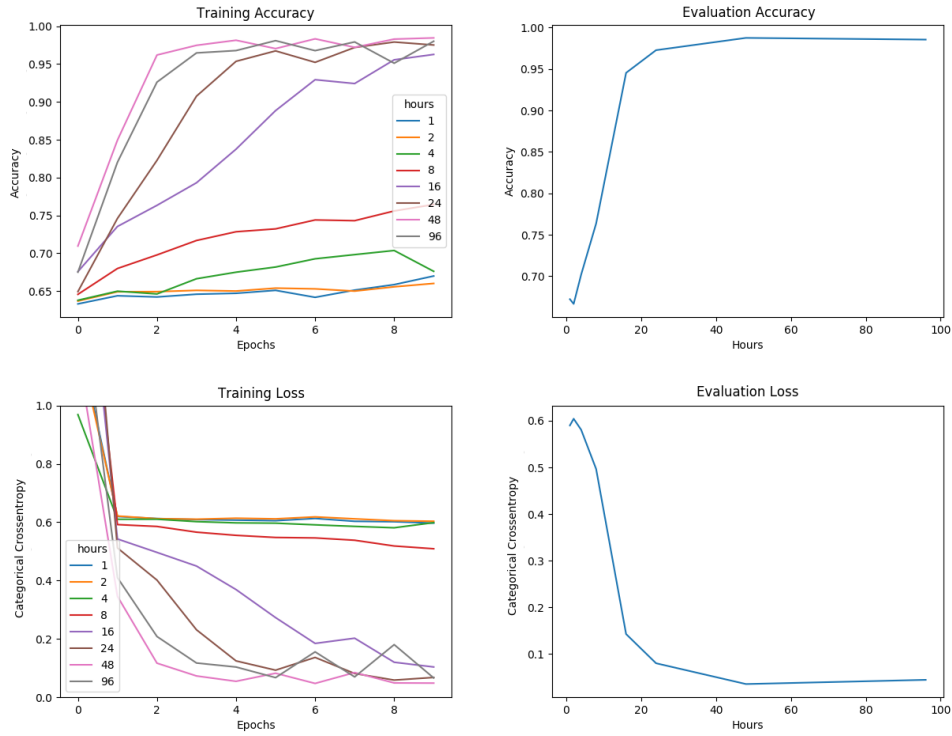 Training Accuracy
Accuracy
1.00
0.95
0.90
0.85
0.80
0.75
0.70
0.65
hours
1
2
4
8
16
24
48
96
0 2 4 6 8
Epochs
Evaluation Accuracy
Accuracy
1.00
0.95
0.90
0.85
0.80
0.75
0.70
0 20 40 60 80 100
Hours
Training Loss
Categorical Crossentropy
1.0
0.8
0.6
0.4
0.2
0.0
hours
1
2
4
8
16
24
48
96
0 2 4 6 8
Epochs
Evaluation Loss
Categorical Crossentropy
0.6
0.5
0.4
0.3
0.2
0.1
0 20 40 60 80 100
Hours